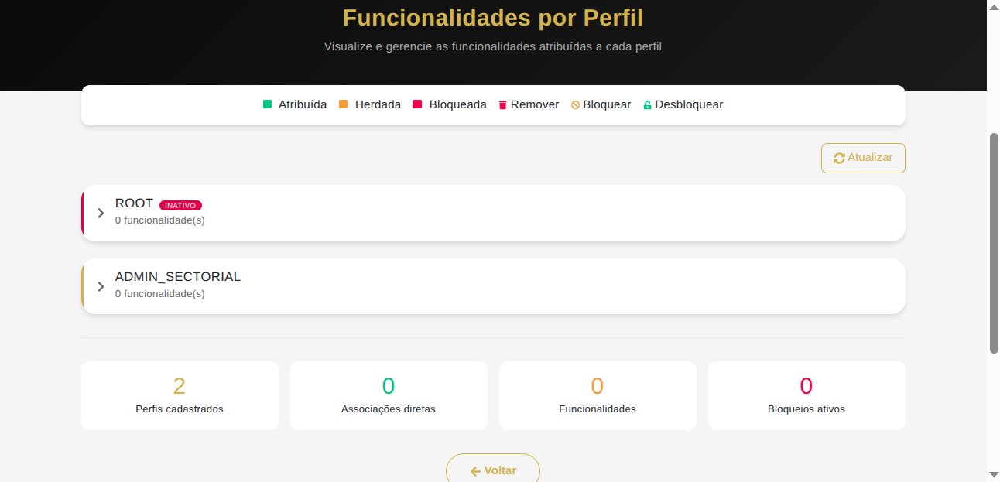 Funcionalidades por Perfil
Visualize e gerencie as funcionalidades atribuídas a cada perfil
Atribuída Herdada Bloqueada Remover Bloquear Desbloquear
Atualizar
ROOT INATIVO
0 funcionalidade(s)
ADMIN_SECTORIAL
0 funcionalidade(s)
2 0 0 0
Perfis cadastrados Associações diretas Funcionalidades Bloqueios ativos
Voltar